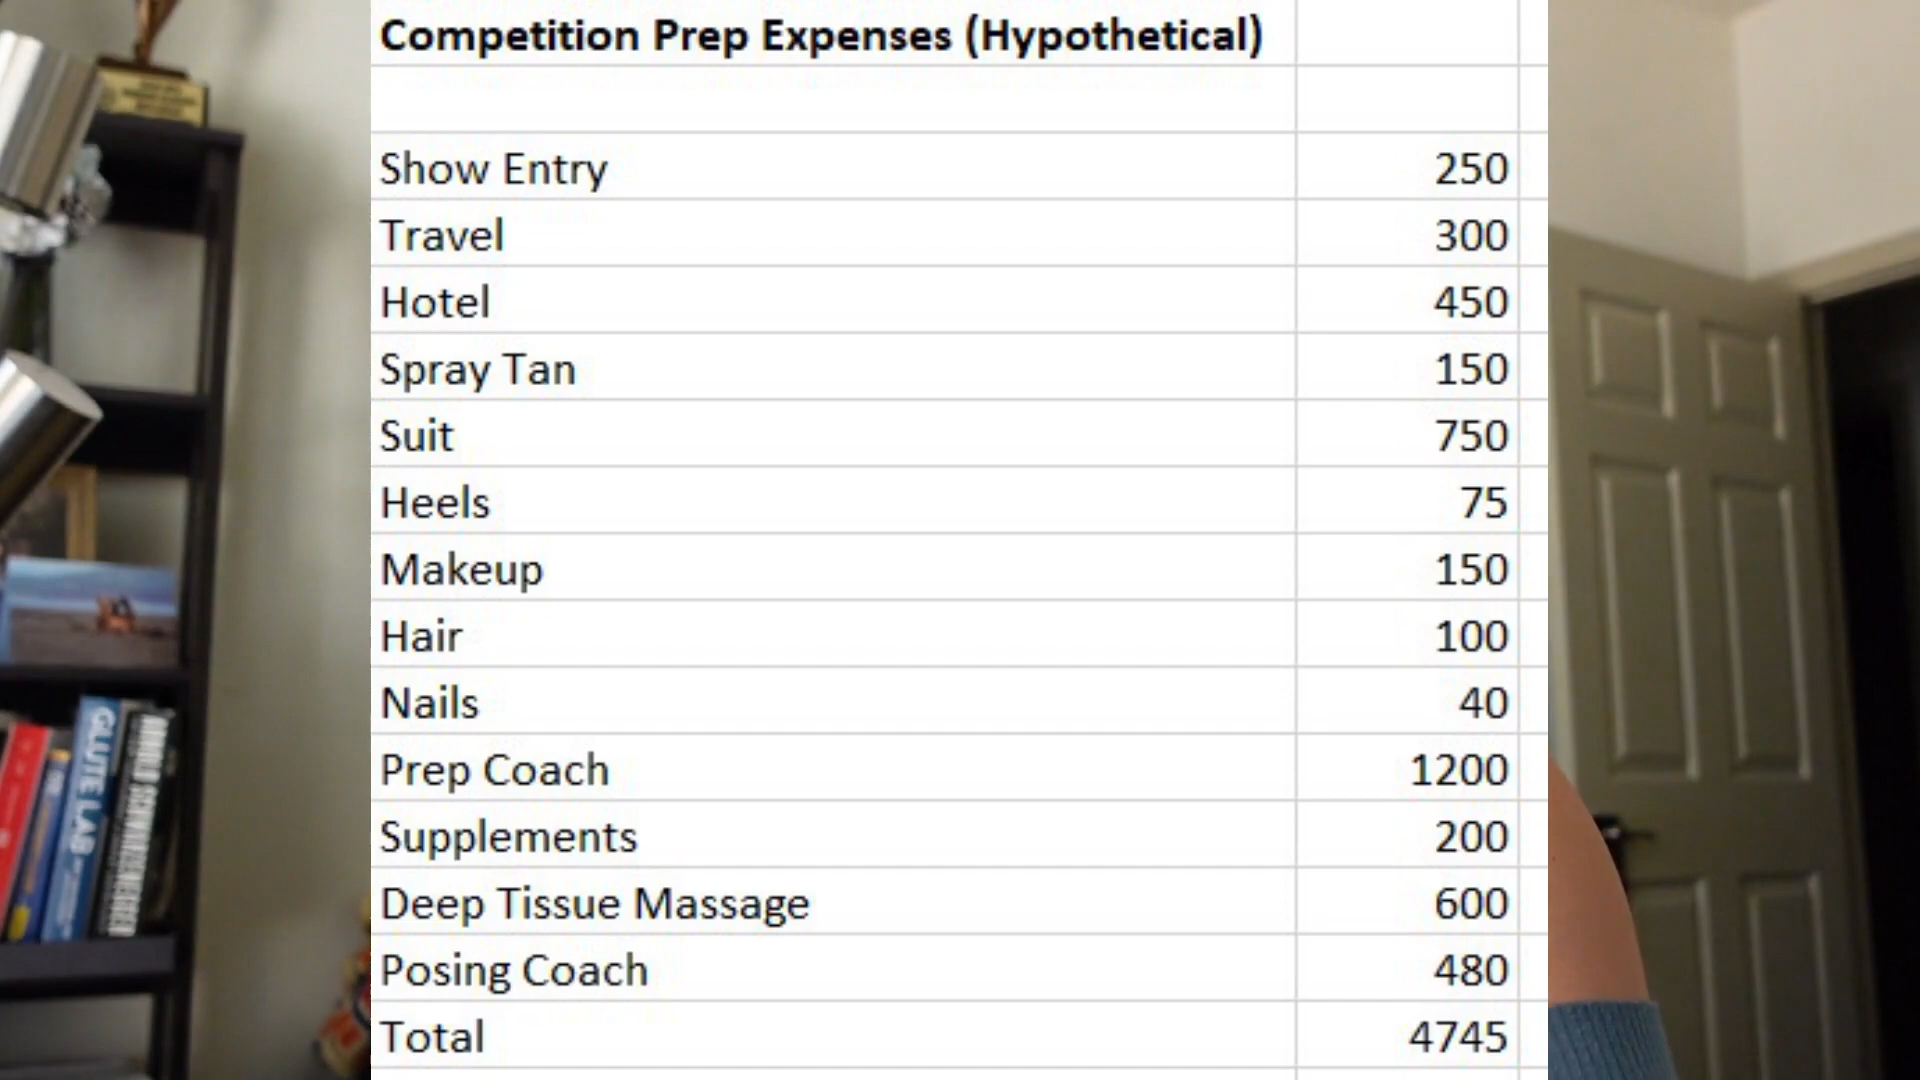 Competition Prep Expenses (Hypothetical)
Show Entry 250
Travel 300
Hotel 450
Spray Tan 150
Suit 750
Heels 75
Makeup 150
Hair 100
Nails 40
Prep Coach 1200
Supplements 200
Deep Tissue Massage 600
Posing Coach 480
Total 4745
GLUTE LAB